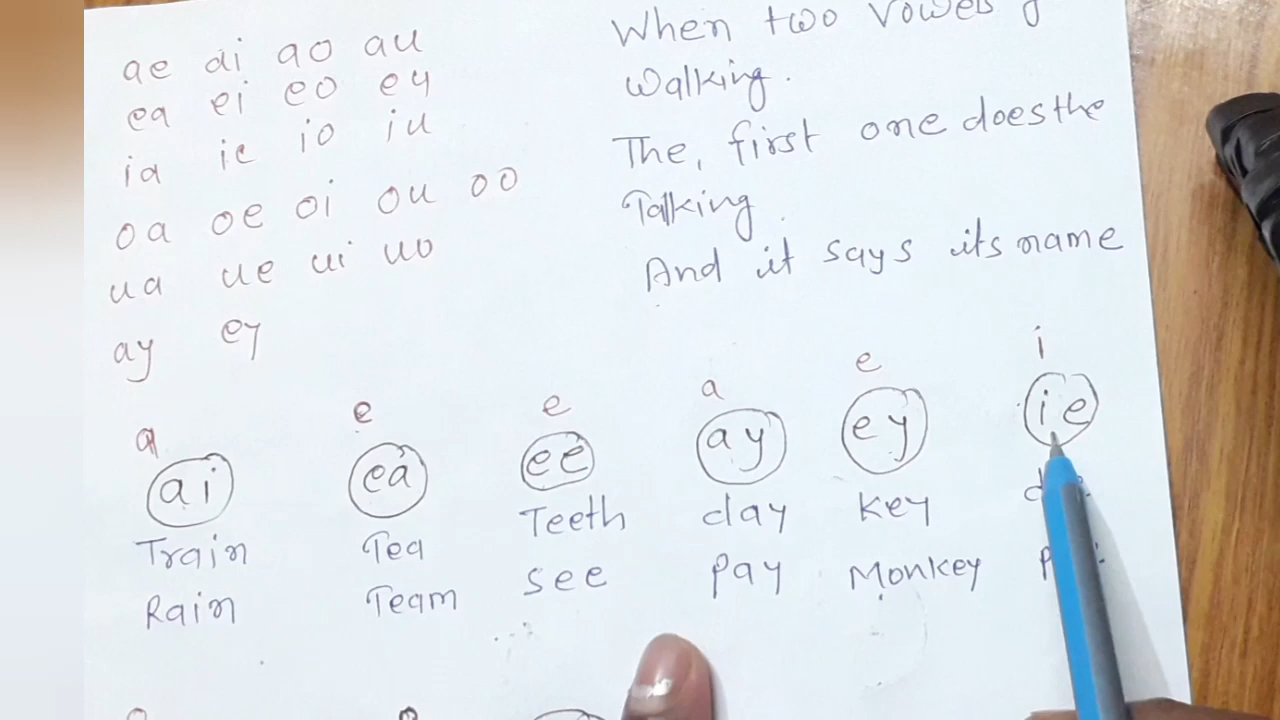 ae ai ao au
ea ei eo ey
ia ie io iu
oa oe oi ou oo
ua ue ui uo
ay ey
When two vowels g
walking.
The, first one does the
Talking
And it says its name
a e e a e i
ai ea ee ay ey ie
Train Tea Teeth clay key
Rain Team see pay Monkey